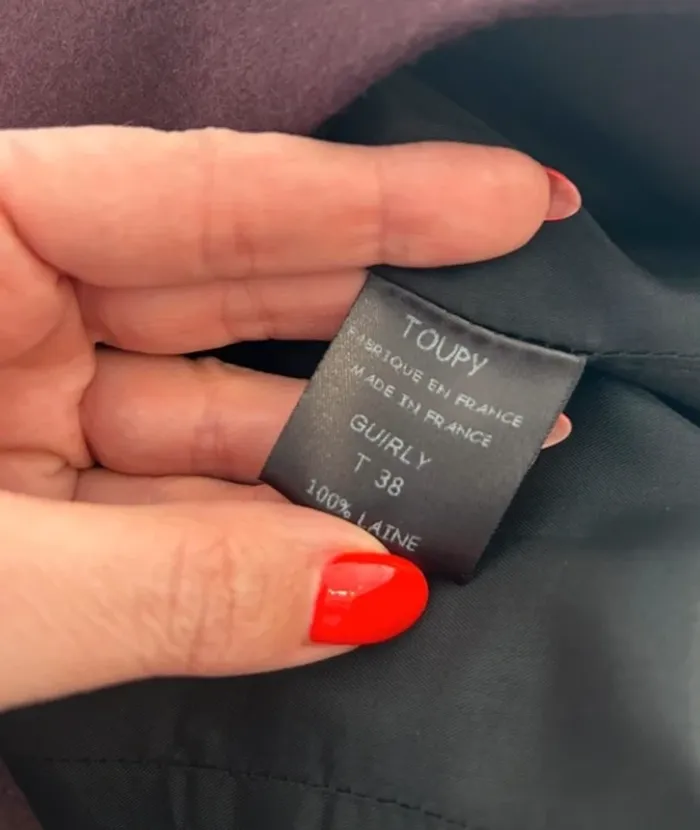 TOUPY
FABRIQUE EN FRANCE
MADE IN FRANCE
GUIRLY
T 38
100% LAINE